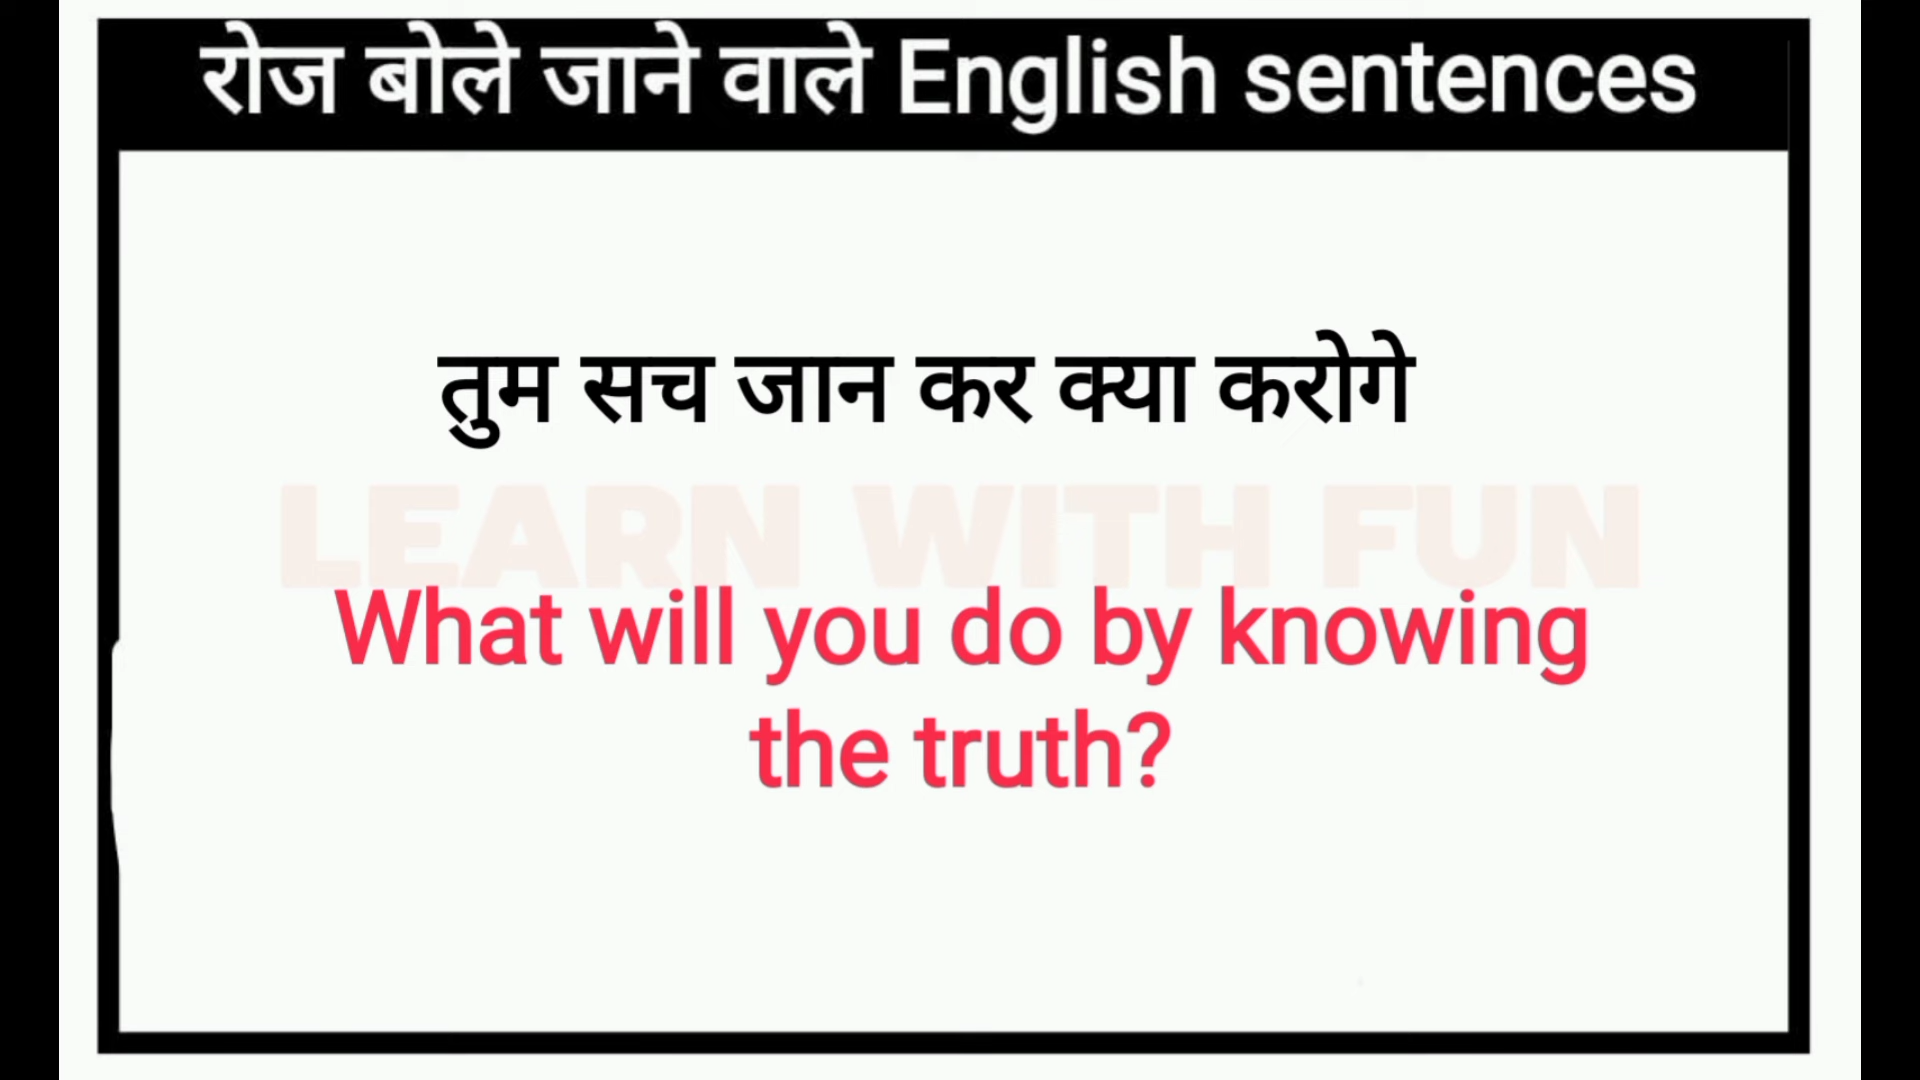 रोज बोले जाने वाले English sentences
तुम सच जान कर क्या करोगे
LEARN WITH FUN
What will you do by knowing
the truth?